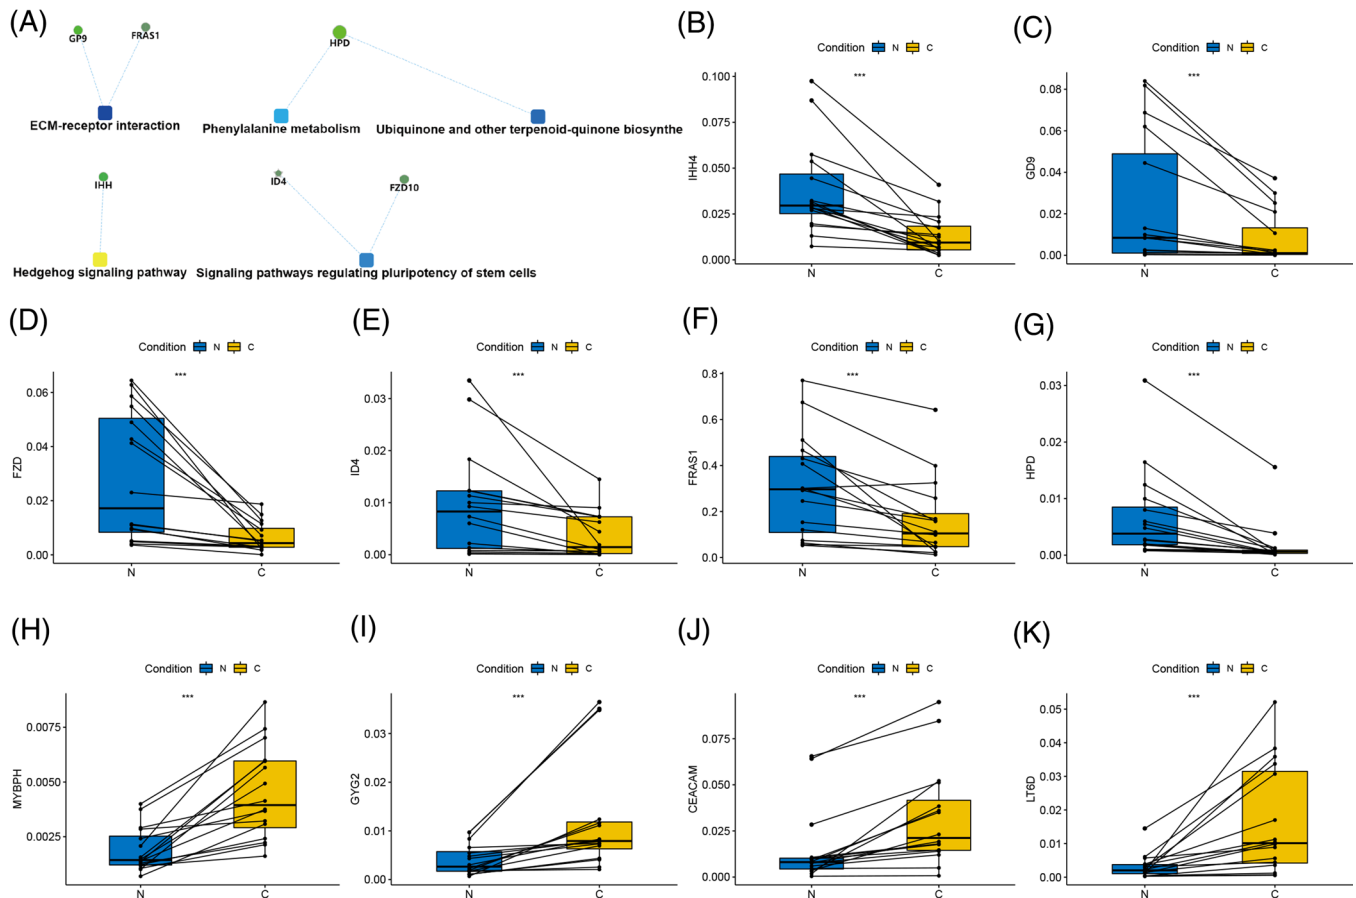 (A)
GP9
FRAS1
HPD
ECM-receptor interaction
Phenylalanine metabolism
Ubiquinone and other terpenoid-quinone biosynthe
IHH
ID4
FZD10
Hedgehog signaling pathway
Signaling pathways regulating pluripotency of stem cells
(B)
Condition N C
***
IHH4
0.100
0.075
0.050
0.025
0.000
N C
(C)
Condition N C
***
GD9
0.08
0.06
0.04
0.02
0.00
N C
(D)
Condition N C
***
FZD
0.06
0.04
0.02
0.00
N C
(E)
Condition N C
***
ID4
0.03
0.02
0.01
0.00
N C
(F)
Condition N C
***
FRAS1
0.8
0.6
0.4
0.2
0.0
N C
(G)
Condition N C
***
HPD
0.03
0.02
0.01
0.00
N C
(H)
Condition N C
***
MYBPH
0.0075
0.0050
0.0025
N C
(I)
Condition N C
***
GYG2
0.03
0.02
0.01
0.00
N C
(J)
Condition N C
***
CEACAM
0.075
0.050
0.025
0.000
N C
(K)
Condition N C
***
LT6D
0.05
0.04
0.03
0.02
0.01
0.00
N C